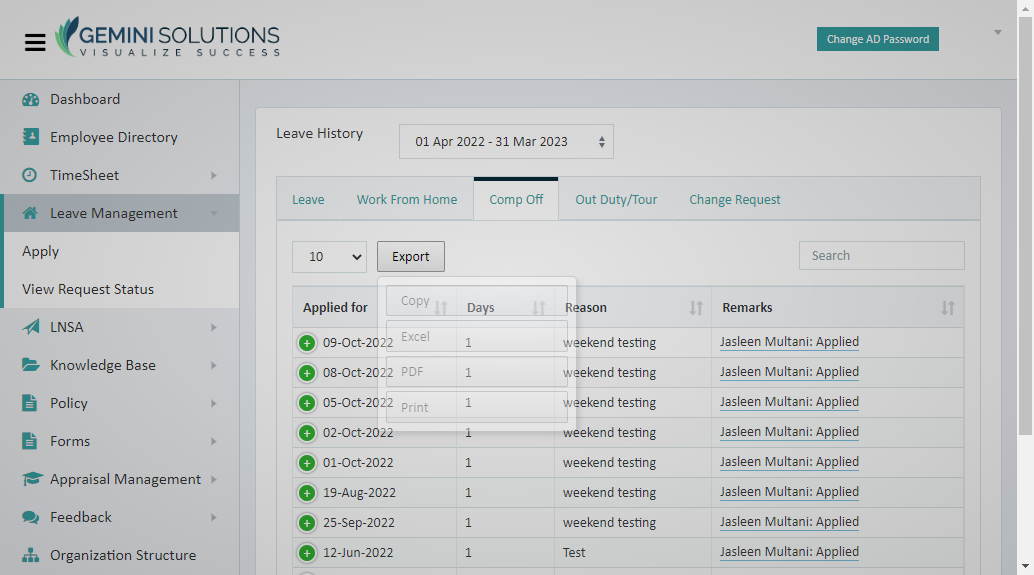 GEMINI SOLUTIONS
VISUALIZE SUCCESS
Change AD Password
Dashboard
Employee Directory
TimeSheet
Leave Management
Apply
View Request Status
LNSA
Knowledge Base
Policy
Forms
Appraisal Management
Feedback
Organization Structure
Leave History
01 Apr 2022 - 31 Mar 2023
Leave Work From Home Comp Off Out Duty/Tour Change Request
10 Export Search
Copy
Excel
PDF
Print
Applied for Days Reason Remarks
09-Oct-2022 1 weekend testing Jasleen Multani: Applied
08-Oct-2022 1 weekend testing Jasleen Multani: Applied
05-Oct-2022 1 weekend testing Jasleen Multani: Applied
02-Oct-2022 1 weekend testing Jasleen Multani: Applied
01-Oct-2022 1 weekend testing Jasleen Multani: Applied
19-Aug-2022 1 weekend testing Jasleen Multani: Applied
25-Sep-2022 1 weekend testing Jasleen Multani: Applied
12-Jun-2022 1 Test Jasleen Multani: Applied